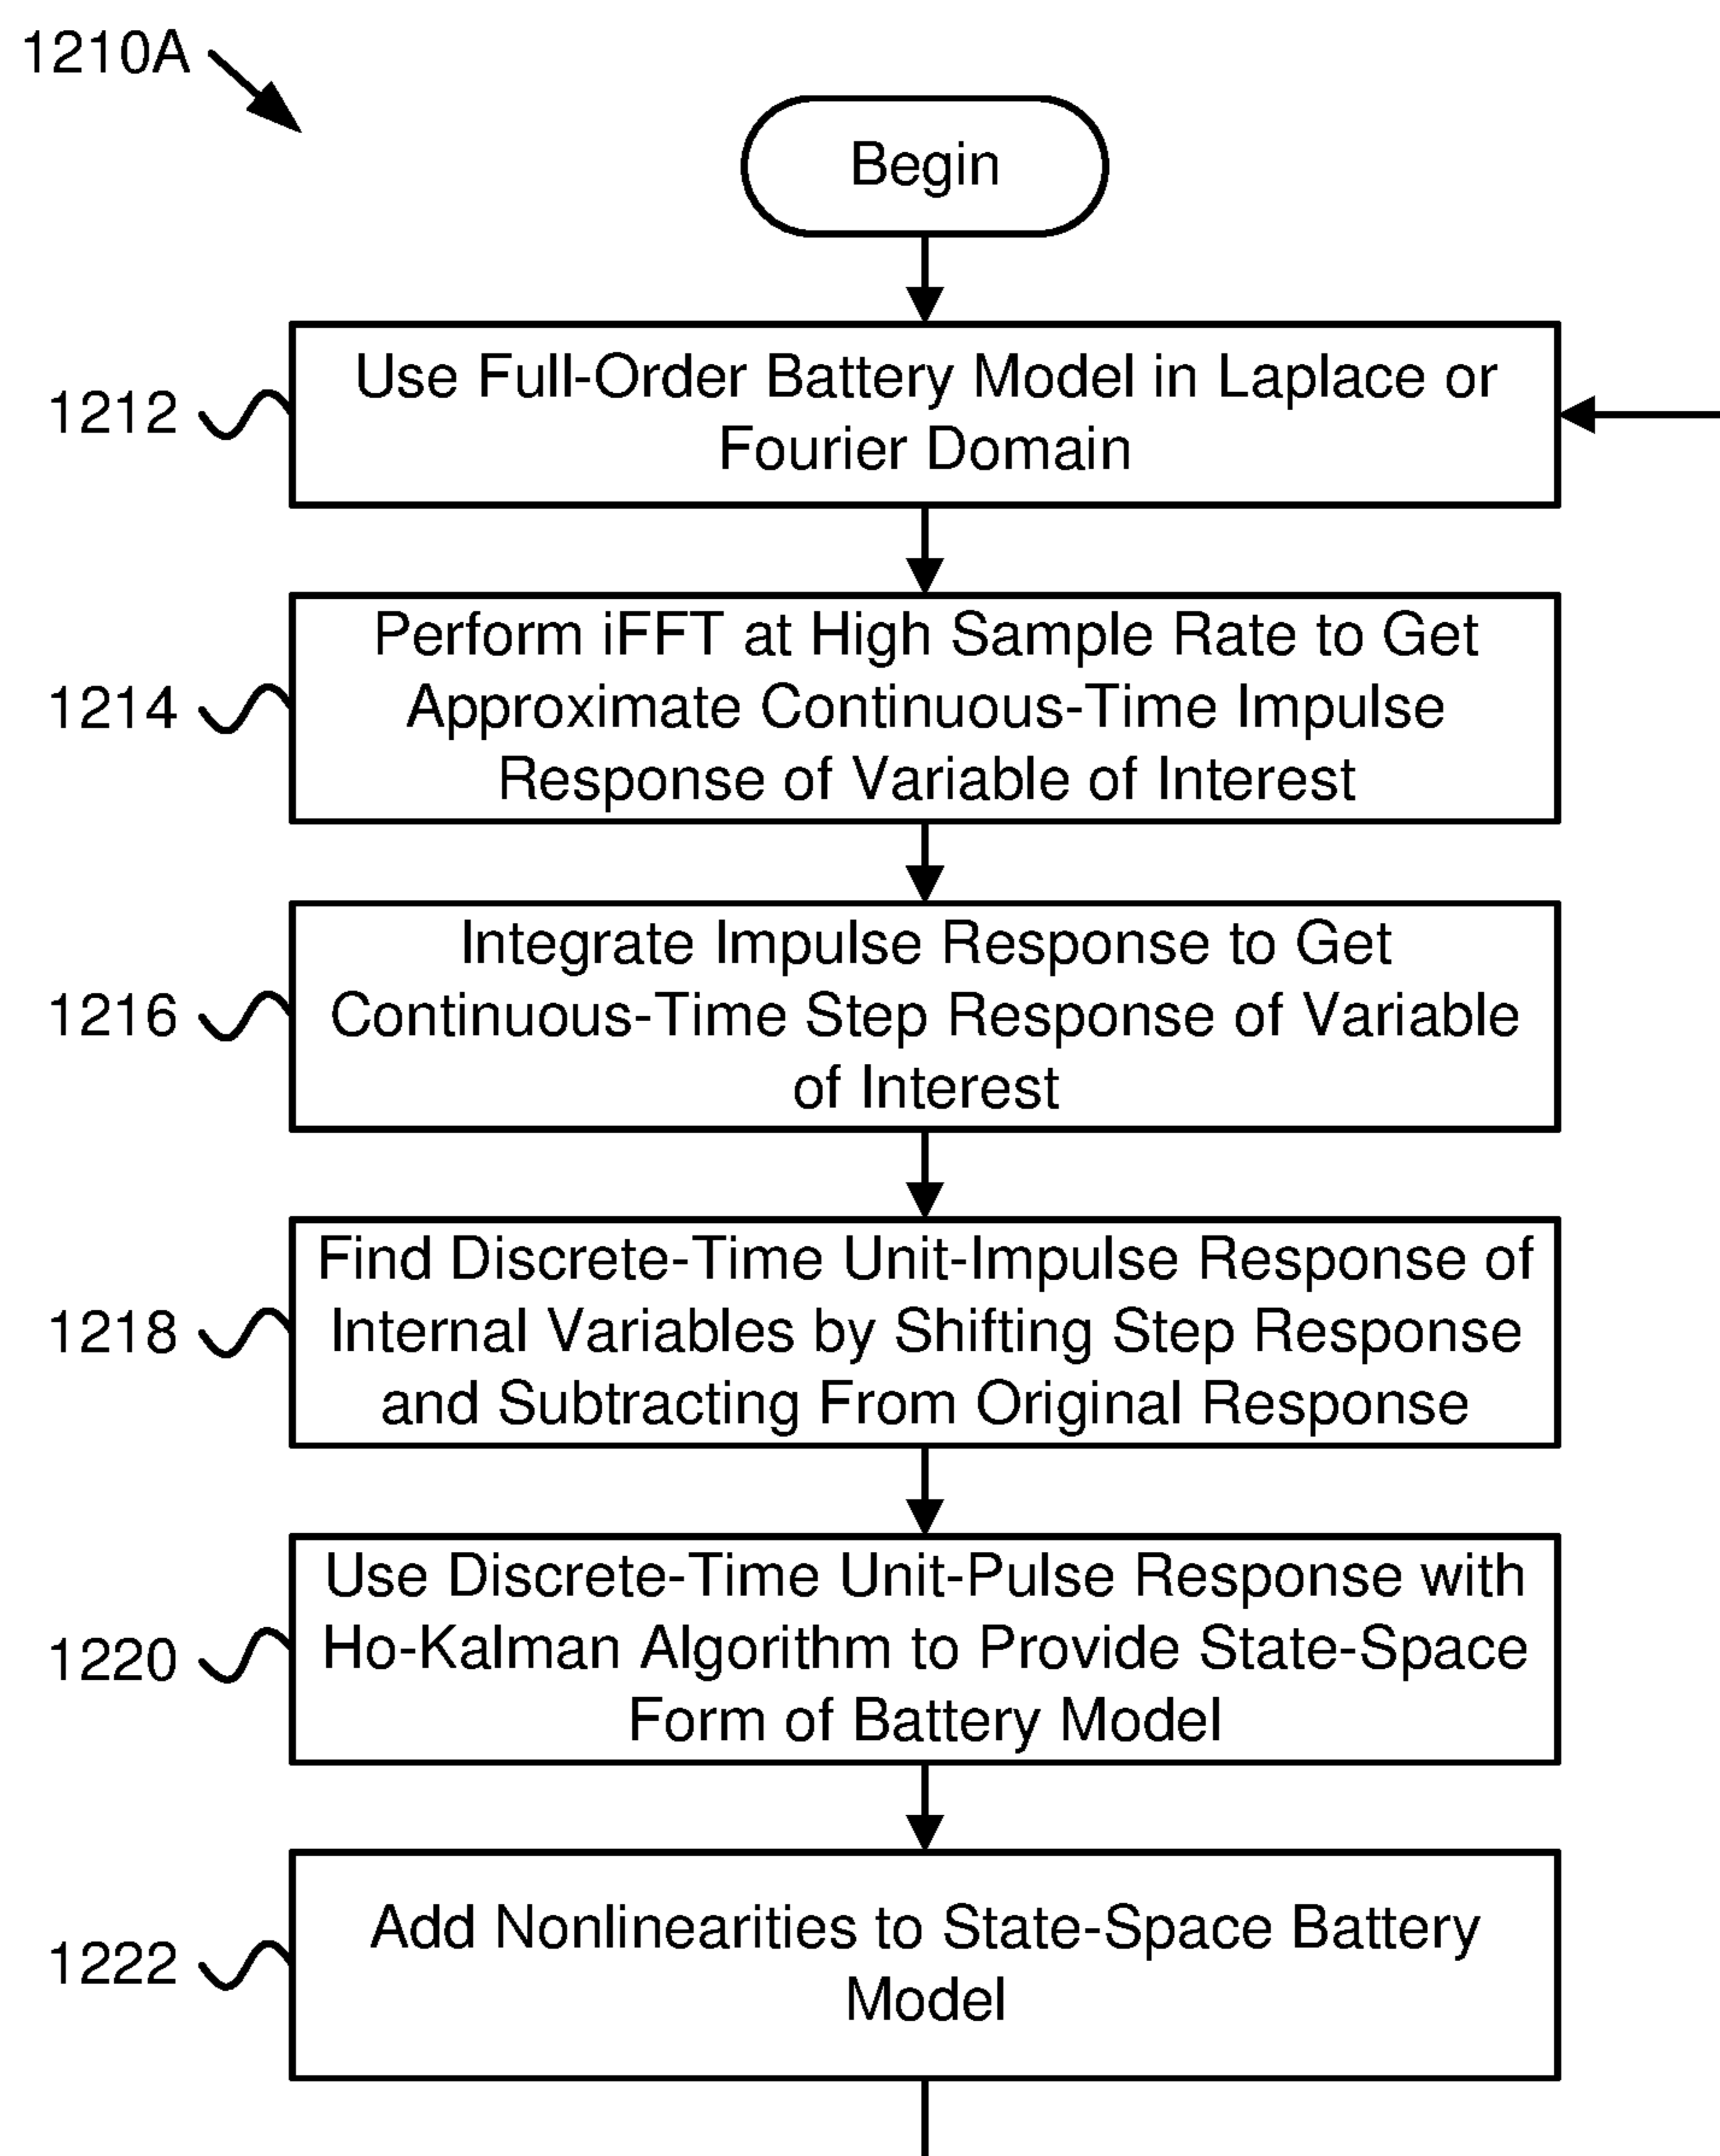 1210A
Begin
1212
Use Full-Order Battery Model in Laplace or
Fourier Domain
1214
Perform iFFT at High Sample Rate to Get
Approximate Continuous-Time Impulse
Response of Variable of Interest
1216
Integrate Impulse Response to Get
Continuous-Time Step Response of Variable
of Interest
1218
Find Discrete-Time Unit-Impulse Response of
Internal Variables by Shifting Step Response
and Subtracting From Original Response
1220
Use Discrete-Time Unit-Pulse Response with
Ho-Kalman Algorithm to Provide State-Space
Form of Battery Model
1222
Add Nonlinearities to State-Space Battery
Model